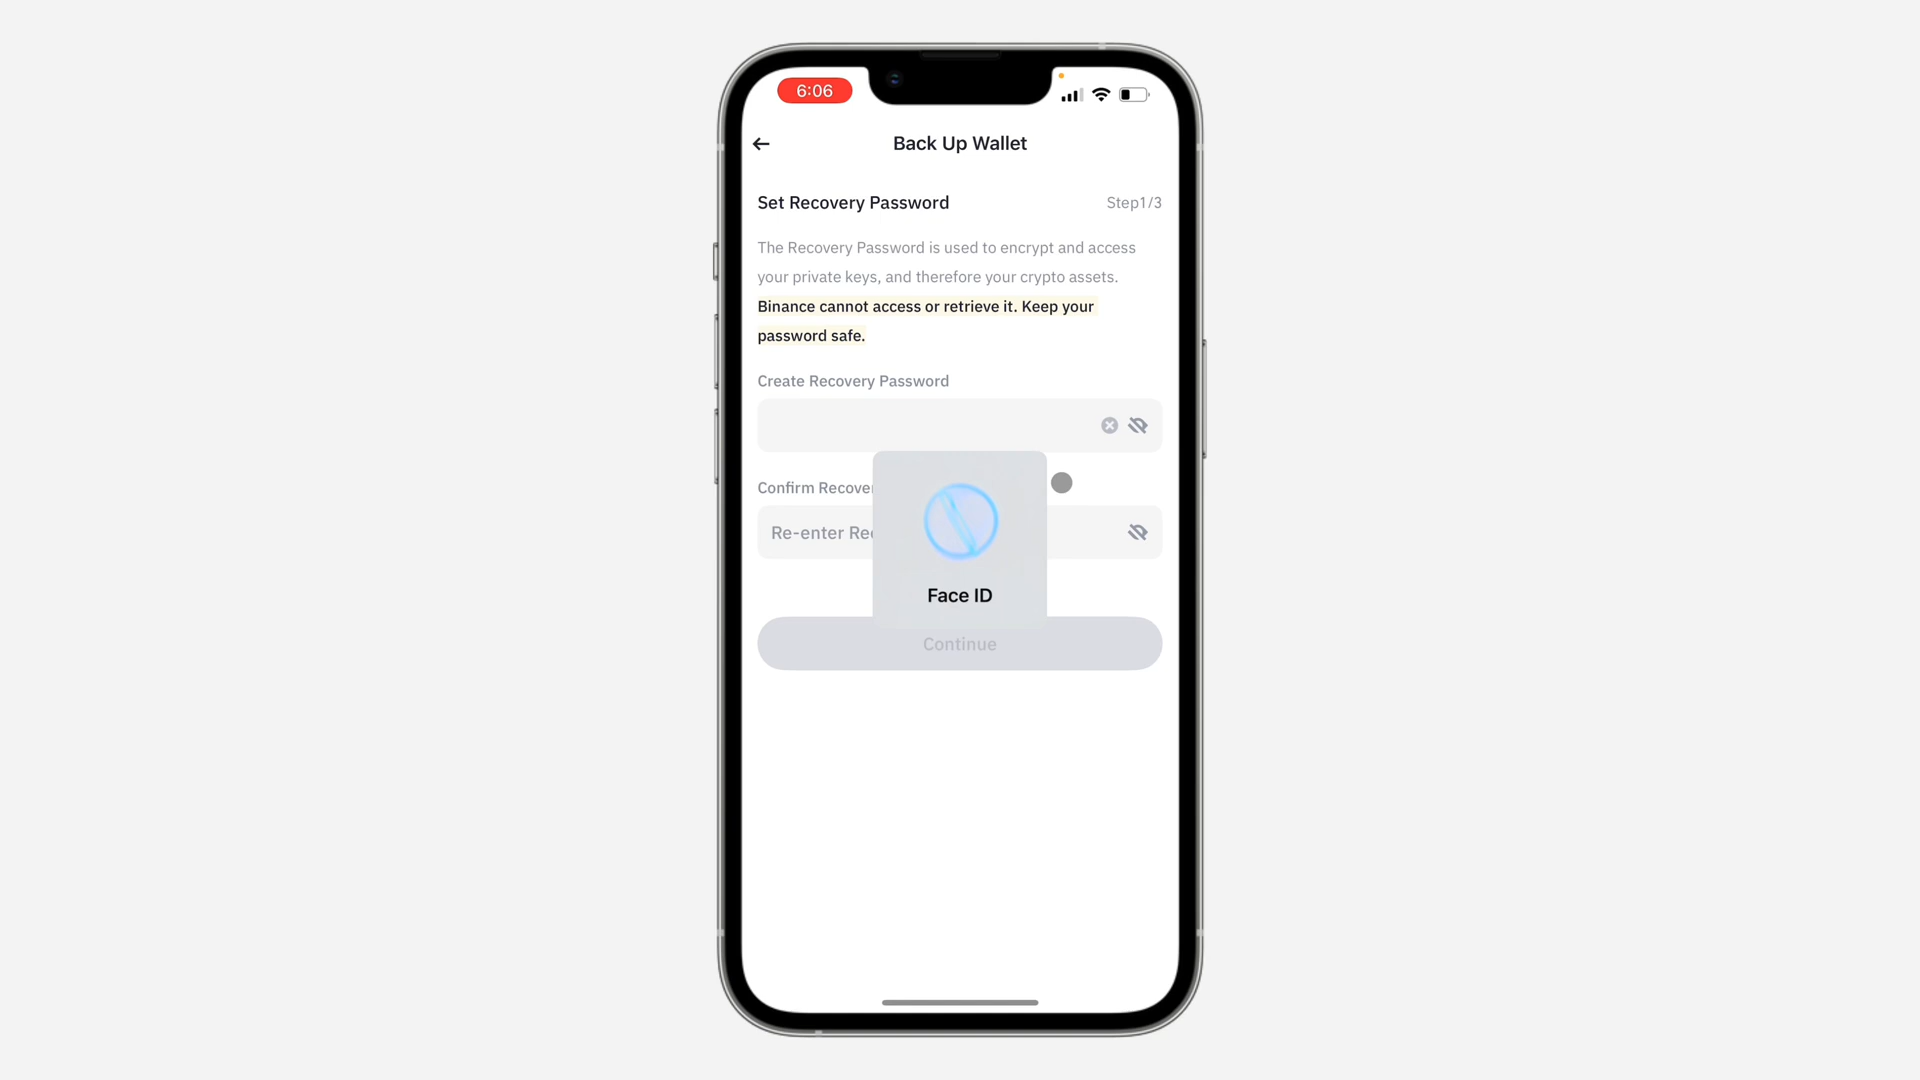 6:06
Back Up Wallet
Set Recovery Password
Step1/3
The Recovery Password is used to encrypt and access
your private keys, and therefore your crypto assets.
Binance cannot access or retrieve it. Keep your
password safe.
Create Recovery Password
Confirm Recover
Re-enter Rec
Face ID
Continue